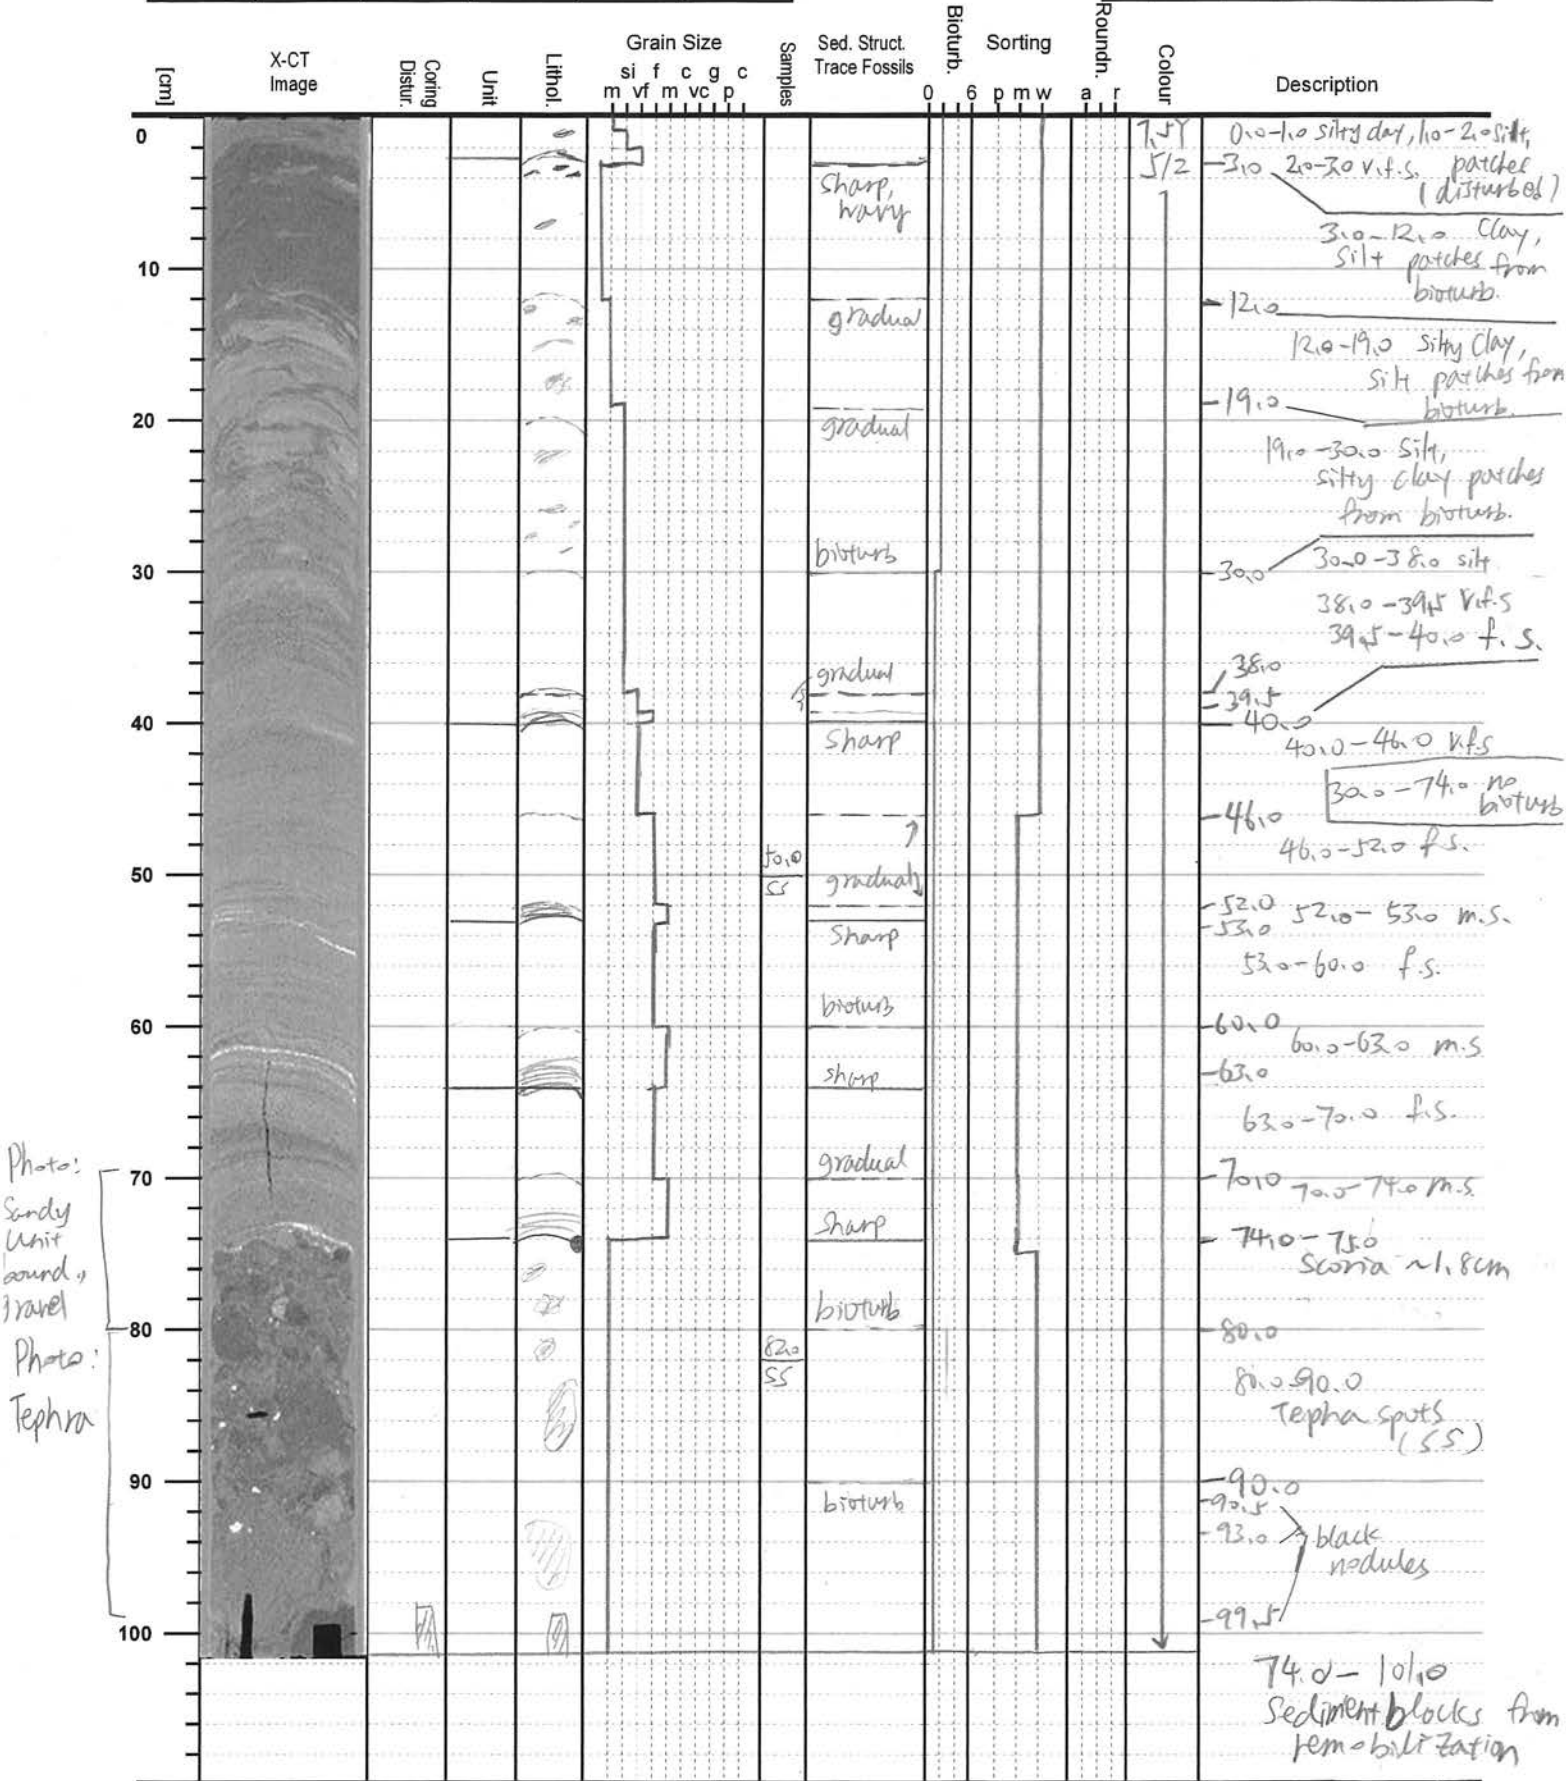 [cm]
X-CT
Image
Coring
Distur.
Unit
Lithol.
Grain Size
si f c g c
m vf m vc p
Samples
Sed. Struct.
Trace Fossils
Bioturb.
0 6
Sorting
p m w
Roundn.
a r
Colour
Description
0
10
20
30
40
50
60
70
80
90
100
Photo:
Sandy
Unit
bound.,
Photo:
Tephra
50.0
SS
82.0
SS
sharp,
wavy
gradual
gradual
bioturb
gradual
sharp
gradual
sharp
bioturb
sharp
gradual
sharp
bioturb
bioturb
7.5Y
5/2
0.0-1.0 silty clay, 1.0-2.0 silt,
3.0 2.0-3.0 v.f.s. patches
(disturbed)
3.0-12.0 Clay,
silt patches from
bioturb.
12.0
12.0-19.0 silty clay,
silt patches from
19.0 bioturb.
19.0-30.0 silt,
silty clay patches
from bioturb.
30.0 30.0-38.0 silt
38.0-39.5 v.f.s
39.5-40.0 f.s.
38.0
39.5
40.0
40.0-46.0 v.f.s
30.0-74.0 no
bioturb
46.0
46.0-52.0 f.s.
52.0 52.0-53.0 m.s.
53.0
53.0-60.0 f.s.
60.0
60.0-63.0 m.s
63.0
63.0-70.0 f.s.
70.0 70.0-74.0 m.s.
74.0-75.0
Scoria ~1.8cm
80.0
80.0-90.0
Tepha spots
(SS)
90.0
90.5
93.0 black
nodules
99.5
74.0-101.0
Sediment blocks from
remobilization